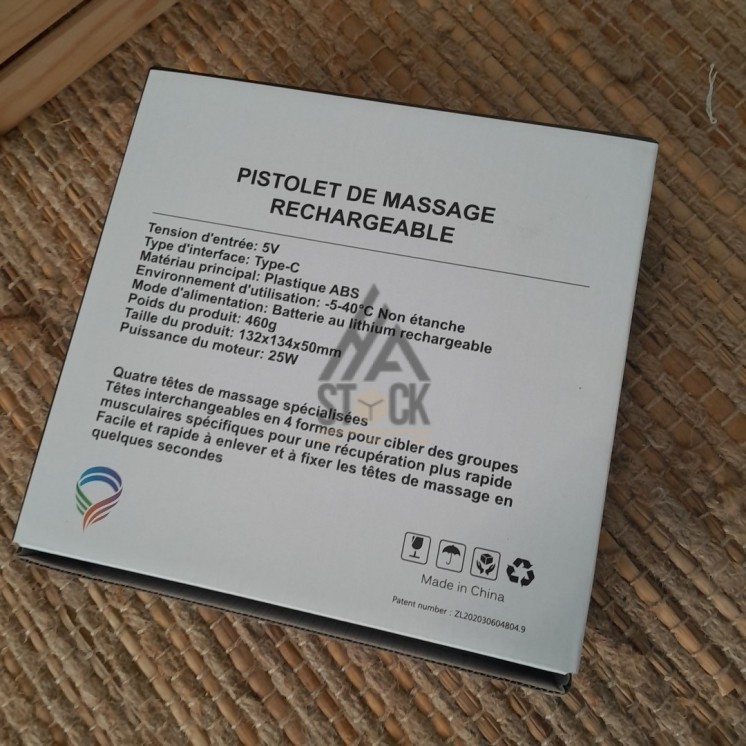 PISTOLET DE MASSAGE
RECHARGEABLE
Tension d'entrée: 5V
Type d'interface: Type-C
Matériau principal: Plastique ABS
Environnement d'utilisation: -5-40°C Non étanche
Mode d'alimentation: Batterie au lithium rechargeable
Poids du produit: 460g
Taille du produit: 132x134x50mm
Puissance du moteur: 25W
Quatre têtes de massage spécialisées
Têtes interchangeables en 4 formes pour cibler des groupes
musculaires spécifiques pour une récupération plus rapide
Facile et rapide à enlever et à fixer les têtes de massage en
quelques secondes
STOCK
Made in China
Patent number : ZL202030604804.9